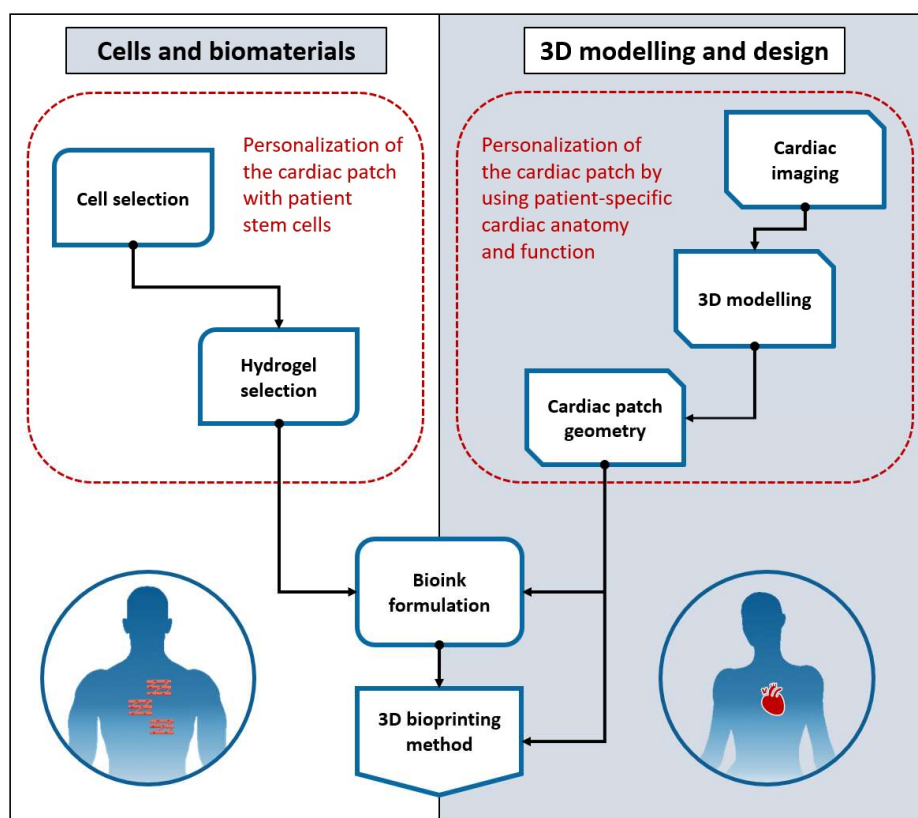 Cells and biomaterials
3D modelling and design
Personalization of
the cardiac patch
with patient
stem cells
Cell selection
Hydrogel
selection
Personalization of
the cardiac patch by
using patient-specific
cardiac anatomy
and function
Cardiac
imaging
3D modelling
Cardiac patch
geometry
Bioink
formulation
3D bioprinting
method